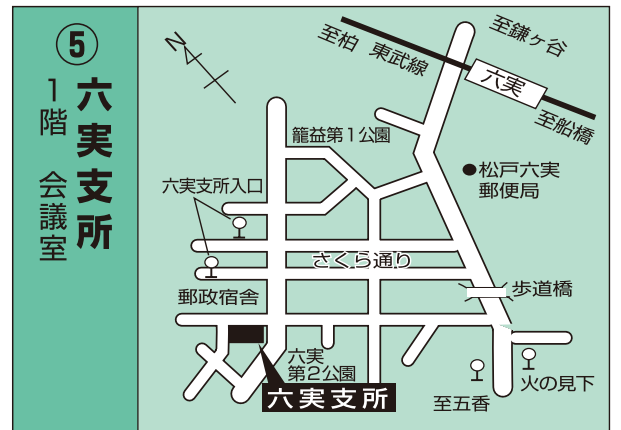 ⑤
六実支所
1階 会議室
N
至鎌ヶ谷
至柏 東武線
六実
至船橋
籠益第1公園
松戸六実
郵便局
六実支所入口
さくら通り
郵政宿舎
歩道橋
六実
第2公園
六実支所
火の見下
至五香